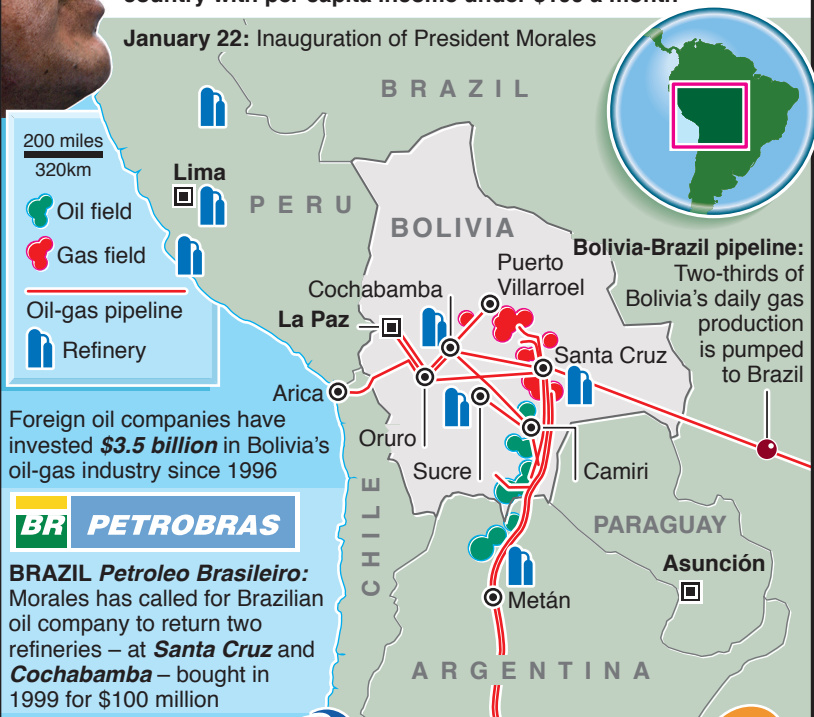 January 22: Inauguration of President Morales
BRAZIL
200 miles
320km
Lima
Oil field
PERU
Gas field
BOLIVIA
Oil-gas pipeline
Refinery
Bolivia-Brazil pipeline:
Two-thirds of
Bolivia's daily gas
production
is pumped
to Brazil
Puerto
Villarroel
Cochabamba
La Paz
Santa Cruz
Arica
Oruro
Sucre
Camiri
Foreign oil companies have
invested $3.5 billion in Bolivia's
oil-gas industry since 1996
CHILE
BR PETROBRAS
PARAGUAY
Asunción
BRAZIL Petroleo Brasileiro:
Morales has called for Brazilian
oil company to return two
refineries – at Santa Cruz and
Cochabamba – bought in
1999 for $100 million
Metán
ARGENTINA